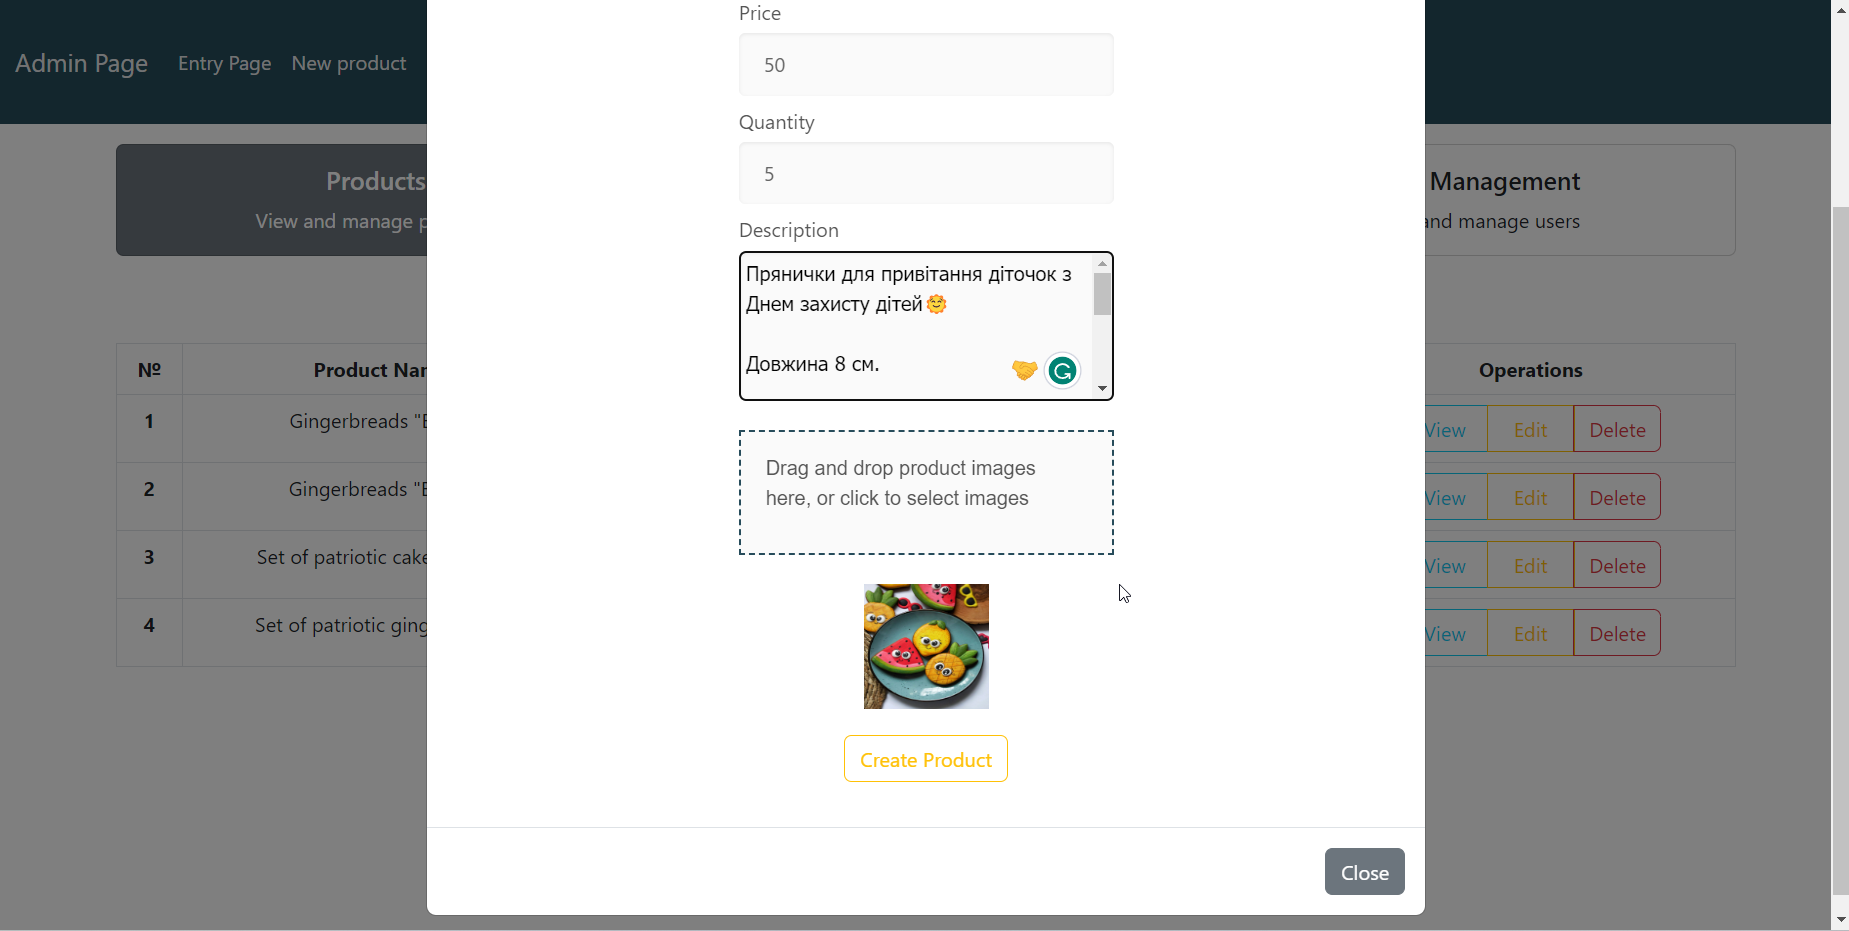 Admin Page
Entry Page
New product
Price
50
Quantity
5
Description
Прянички для привітання діточок з
Днем захисту дітей🌞
Довжина 8 см.
Drag and drop product images
here, or click to select images
Create Product
Close
Products
View and manage
Management
and manage users
№
Product
Operations
1
Gingerbreads
View
Edit
Delete
2
Gingerbreads
View
Edit
Delete
3
Set of patriotic cake
View
Edit
Delete
4
Set of patriotic ging
View
Edit
Delete